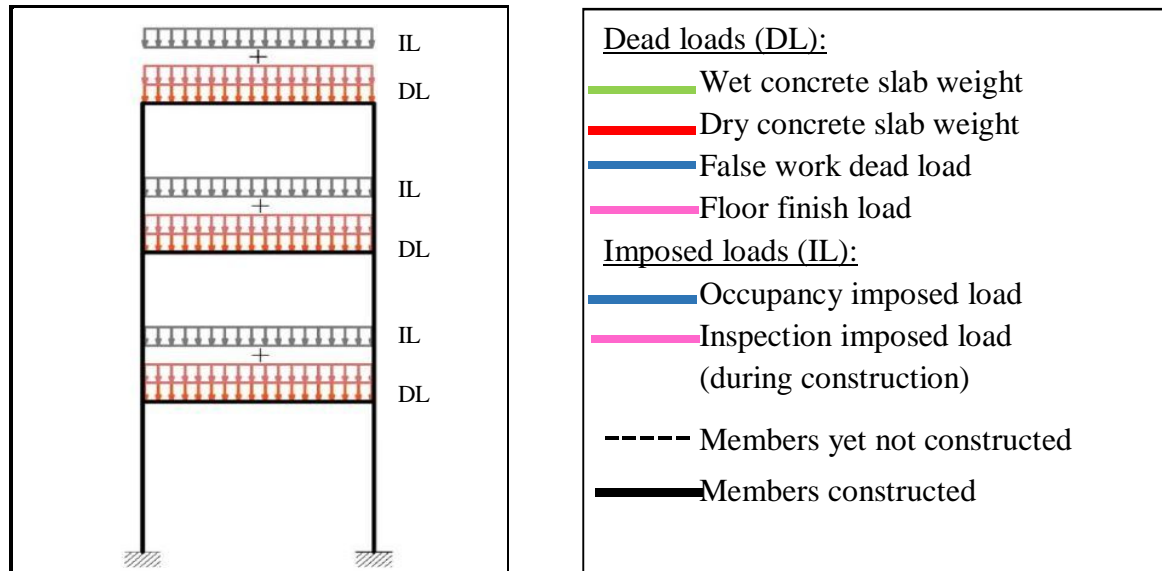 IL
+
DL
IL
+
DL
IL
+
DL
Dead loads (DL):
Wet concrete slab weight
Dry concrete slab weight
False work dead load
Floor finish load
Imposed loads (IL):
Occupancy imposed load
Inspection imposed load
(during construction)
Members yet not constructed
Members constructed